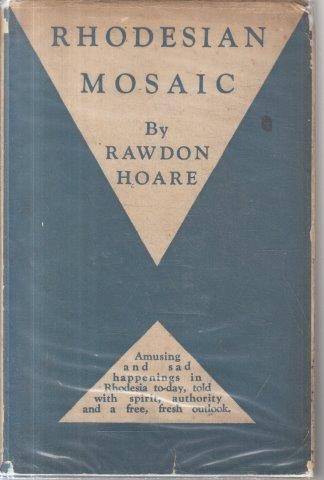 RHODESIAN
MOSAIC
By
RAWDON
HOARE
Amusing
and sad
happenings in
Rhodesia to-day, told
with spirit, authority
and a free, fresh outlook.